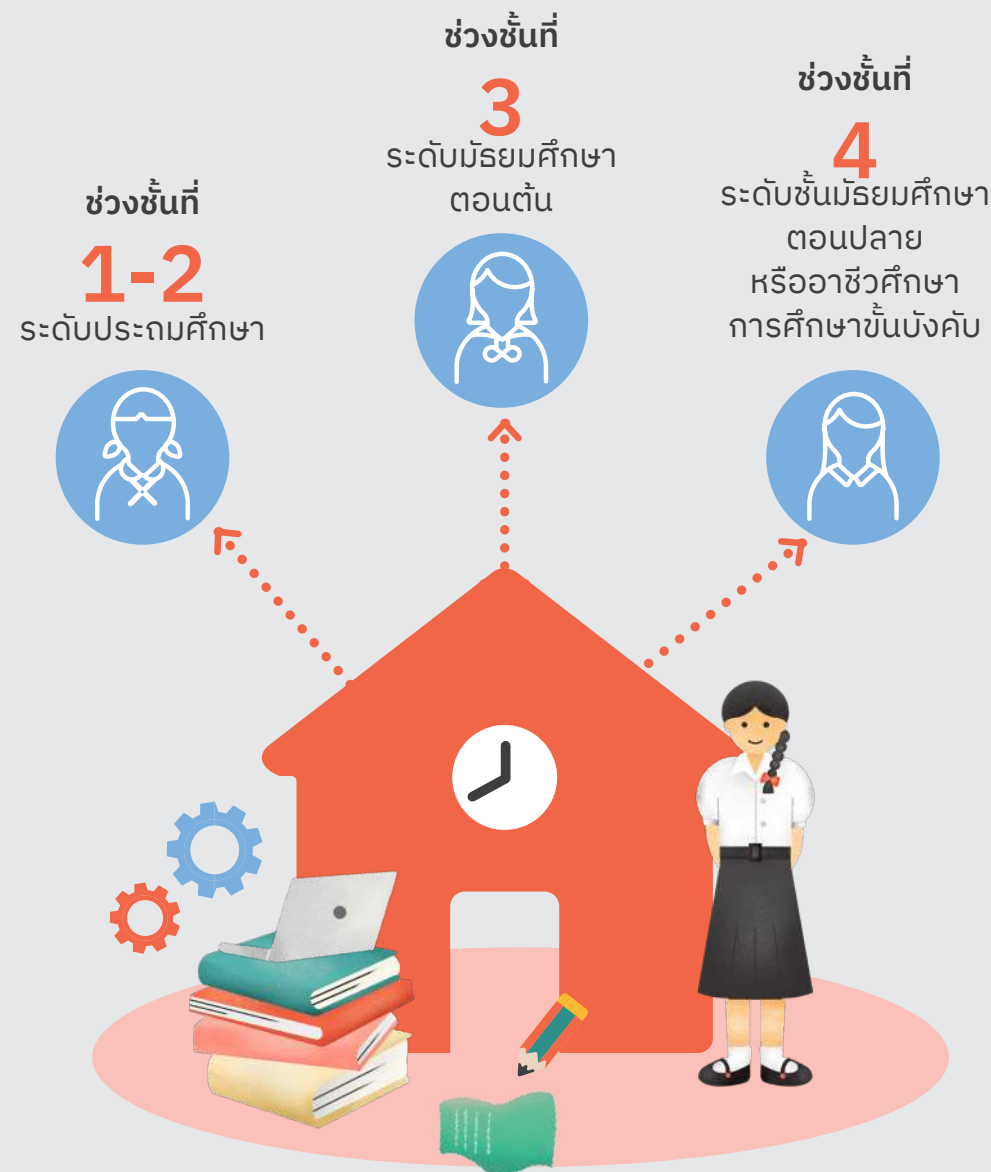 ช่วงชั้นที่
1-2
ระดับประถมศึกษา
ช่วงชั้นที่
3
ระดับมัธยมศึกษา
ตอนต้น
ช่วงชั้นที่
4
ระดับชั้นมัธยมศึกษา
ตอนปลาย
หรืออาชีวศึกษา
การศึกษาขั้นบังคับ